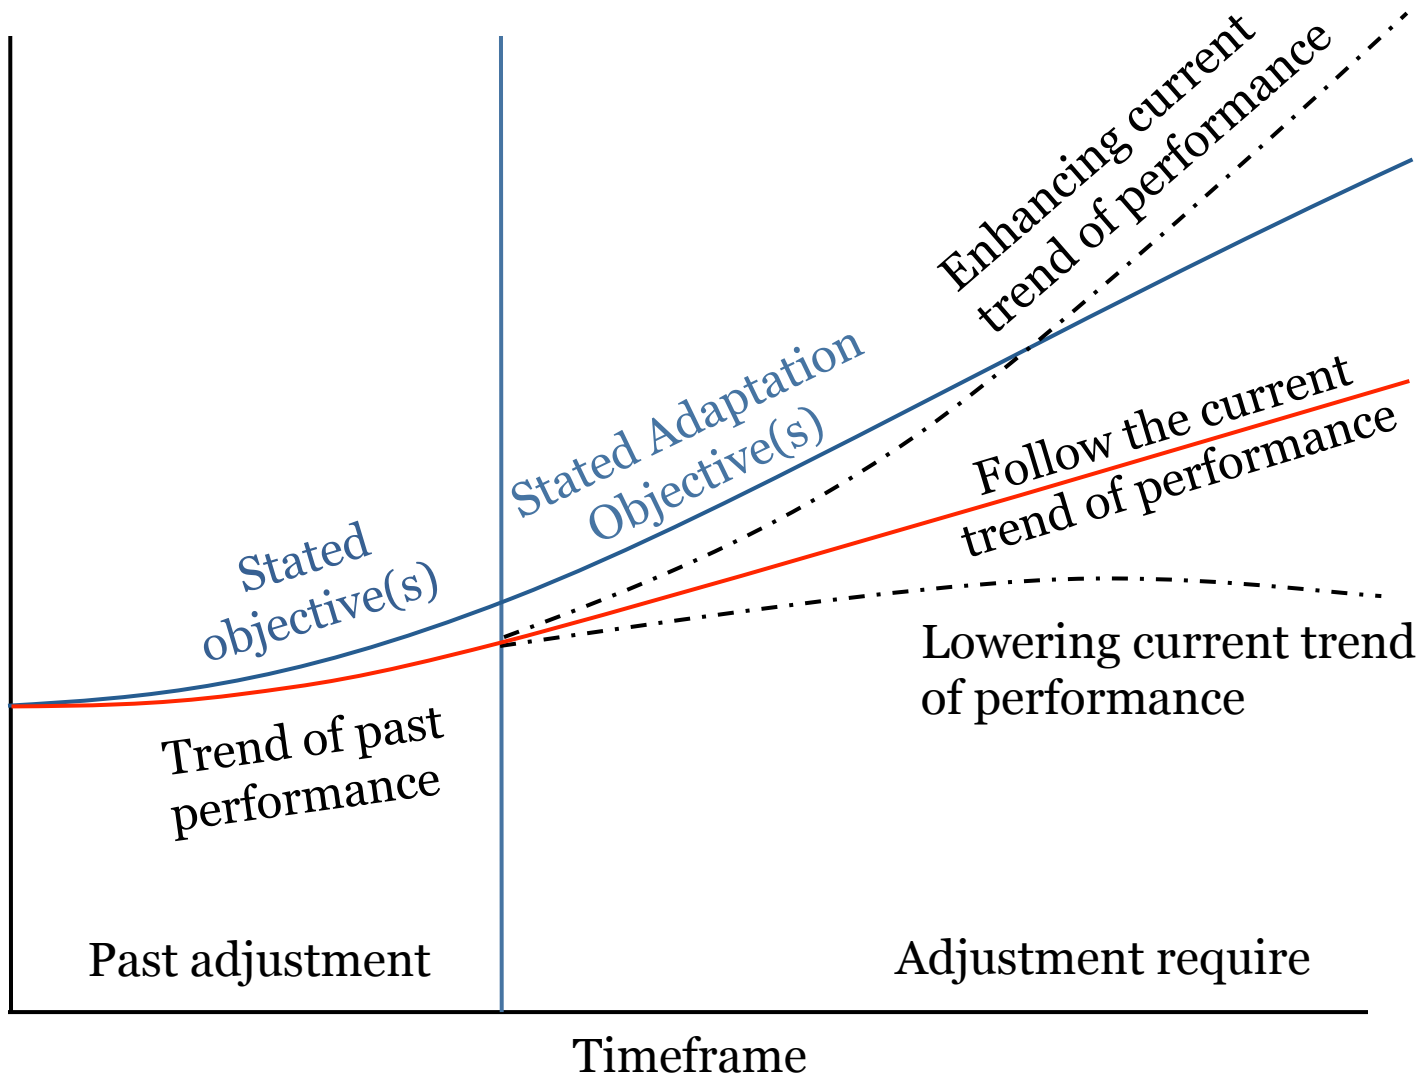 Enhancing current
trend of performance
Stated Adaptation
Objective(s)
Follow the current
trend of performance
Stated
objective(s)
Lowering current trend
of performance
Trend of past
performance
Past adjustment
Adjustment require
Timeframe